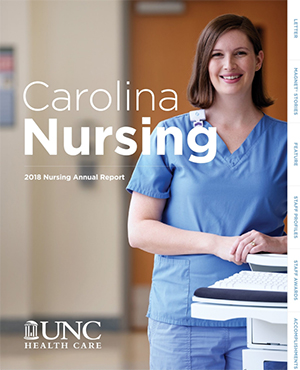 Carolina
Nursing
2018 Nursing Annual Report
UNC
HEALTH CARE
LETTER
MAGNET® STORIES
FEATURE
STAFF PROFILES
STAFF AWARDS
ACCOMPLISHMENTS